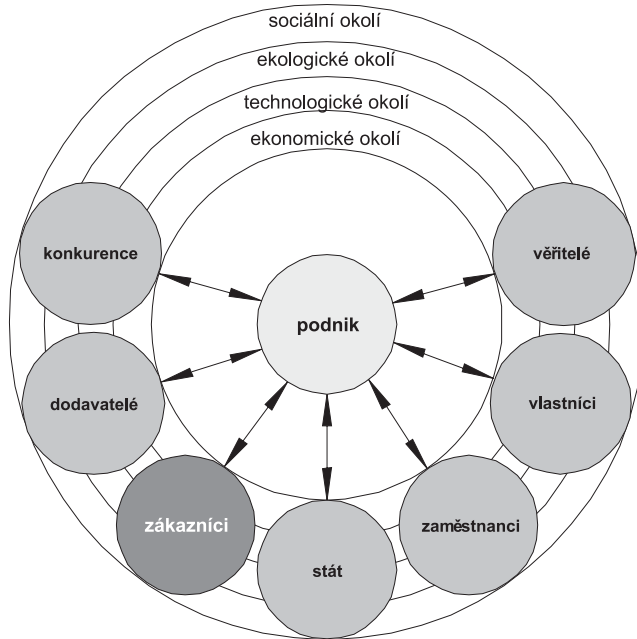 sociální okolí
ekologické okolí
technologické okolí
ekonomické okolí
konkurence
věřitelé
podnik
dodavatelé
vlastníci
zákazníci
zaměstnanci
stát